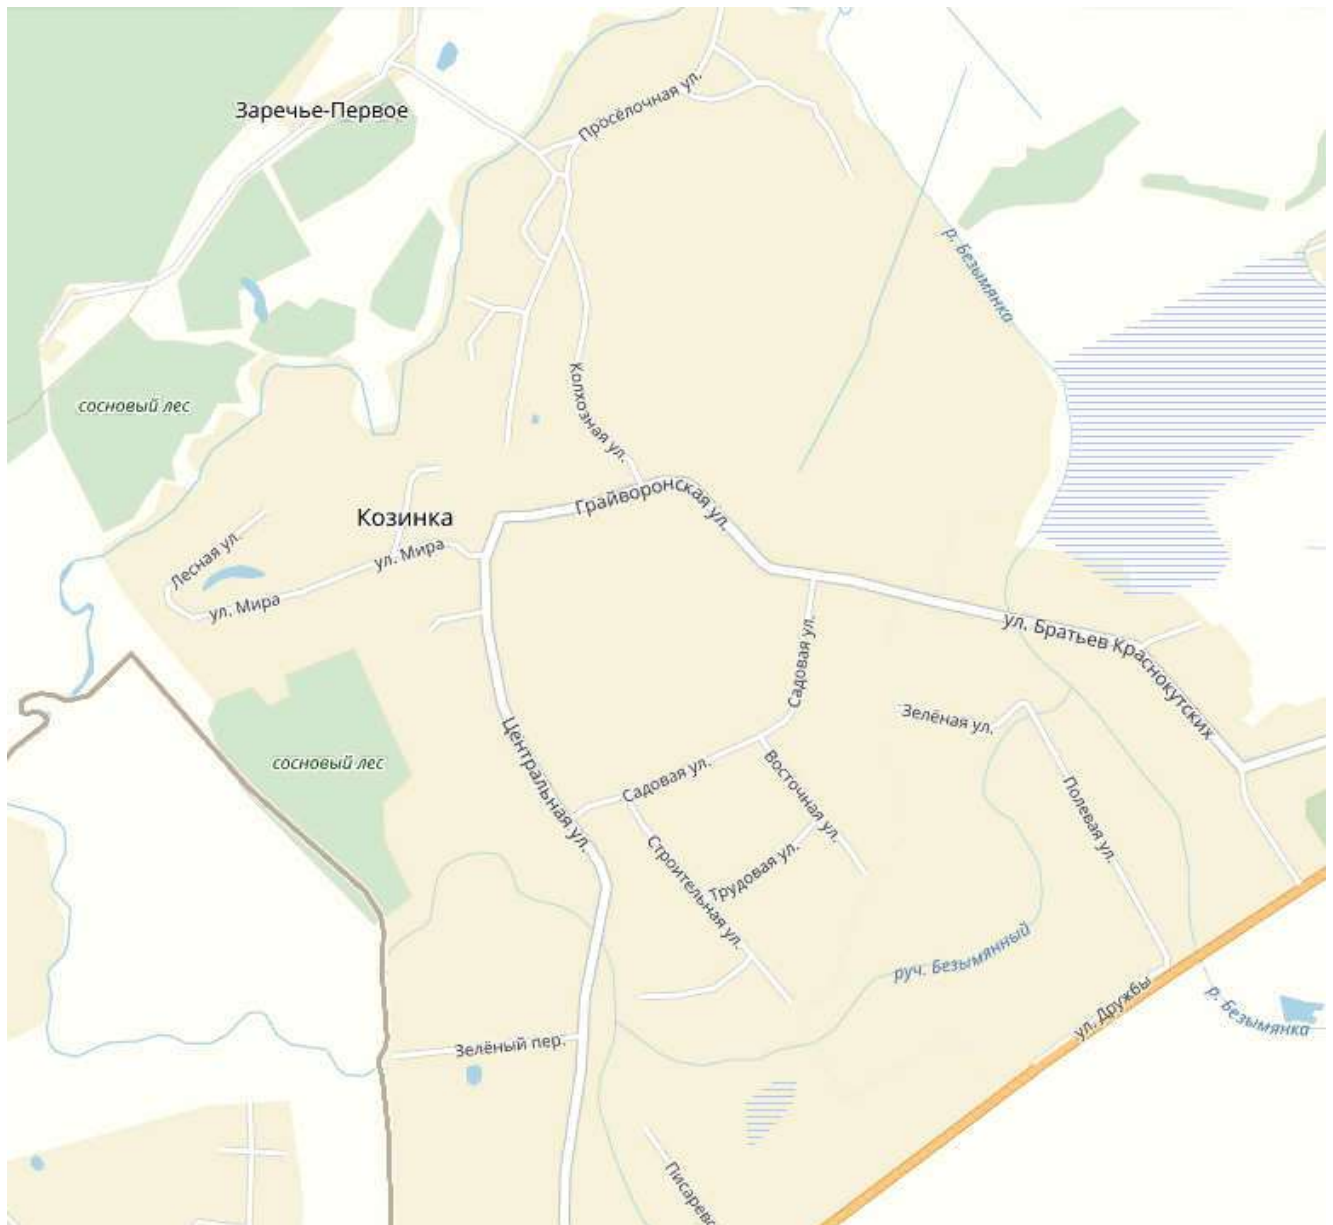 Просёлочная ул.
Заречье-Первое
р. Безымянка
Колхозная ул.
сосновый лес
Грайворонская ул.
Козинка
Лесная ул.
ул. Мира
ул. Мира
ул. Братьев Краснокутских
Садовая ул.
Зелёная ул.
Центральная ул.
сосновый лес
Садовая ул.
Восточная ул.
Полевая ул.
Строительная ул.
Трудовая ул.
руч. Безымянный
ул. Дружбы
р. Безымянка
Зелёный пер.
Писарев